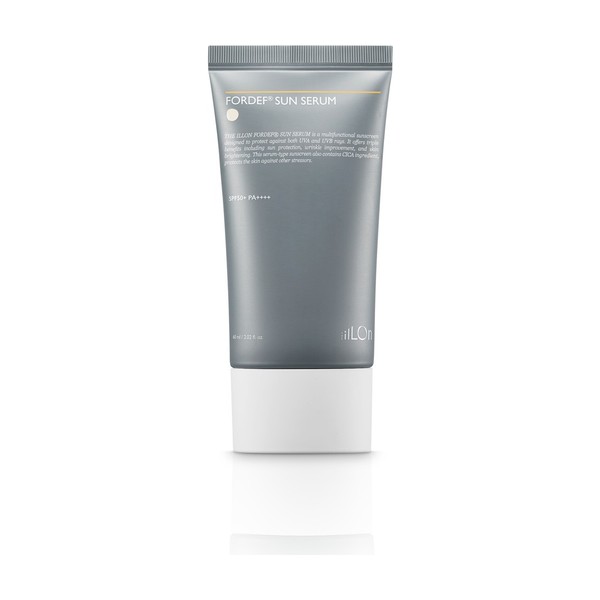 FORDEF® SUN SERUM
THE ILLON FORDEF® SUN SERUM is a multifunctional sunscreen
designed to protect against both UVA and UVB rays. It offers triple
benefits including sun protection, wrinkle improvement, and skin
brightening. This serum-type sunscreen also contains CICA ingredients,
protects the skin against other stressors.
SPF50+ PA++++
fl. oz
illOn